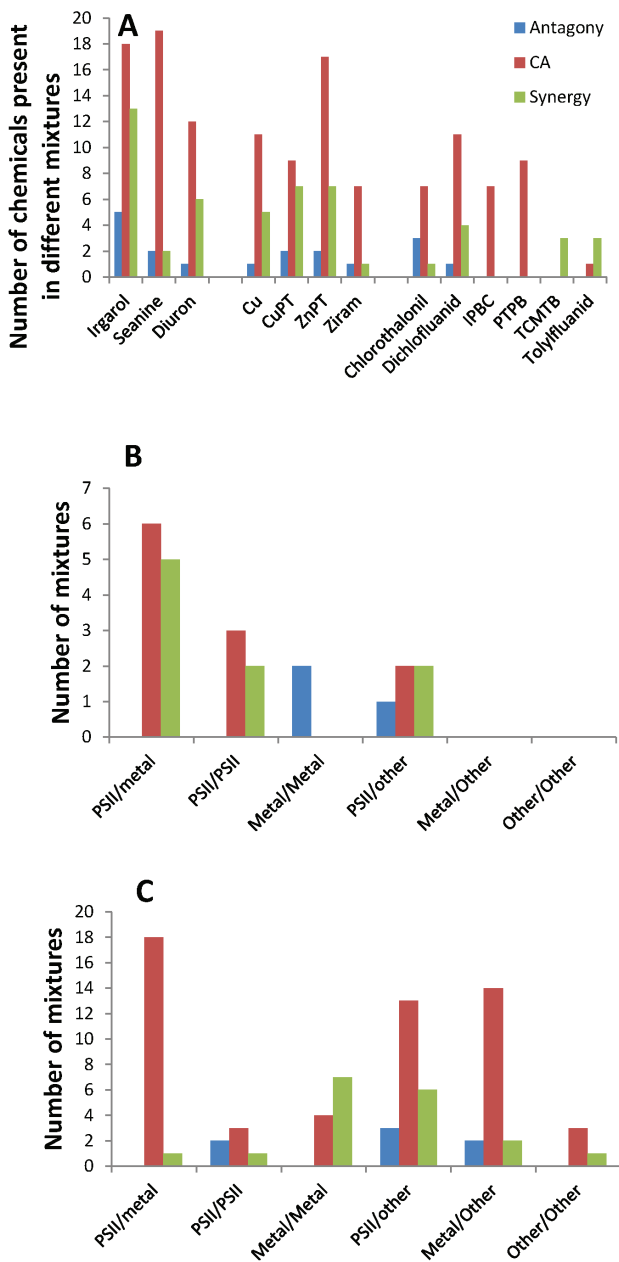 A
Number of chemicals present
in different mixtures
20
18
16
14
12
10
8
6
4
2
0
Antagony
CA
Synergy
Irgarol
Seanine
Diuron
Cu
CuPT
ZnPT
Ziram
Chlorothalonil
Dichlofluanid
IPBC
PTPB
TCMTB
Tolylfluanid
B
Number of mixtures
7
6
5
4
3
2
1
0
PSII/metal
PSII/PSII
Metal/Metal
PSII/other
Metal/Other
Other/Other
C
Number of mixtures
20
18
16
14
12
10
8
6
4
2
0
PSII/metal
PSII/PSII
Metal/Metal
PSII/other
Metal/Other
Other/Other